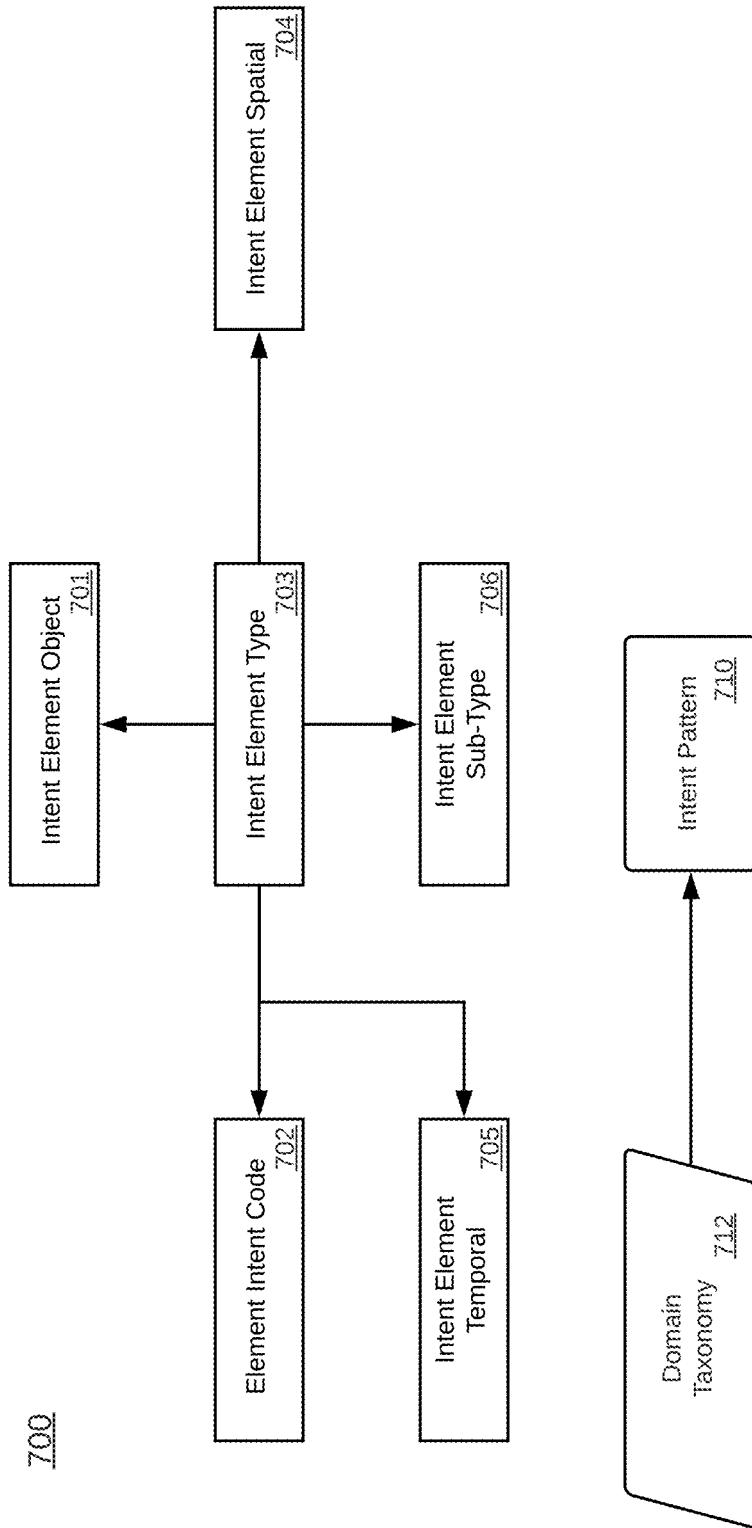 700
Intent Element Object
701
Element Intent Code
702
Intent Element Type
703
Intent Element Spatial
704
Intent Element
Temporal
705
Intent Element
Sub-Type
706
Domain
Taxonomy
712
Intent Pattern
710